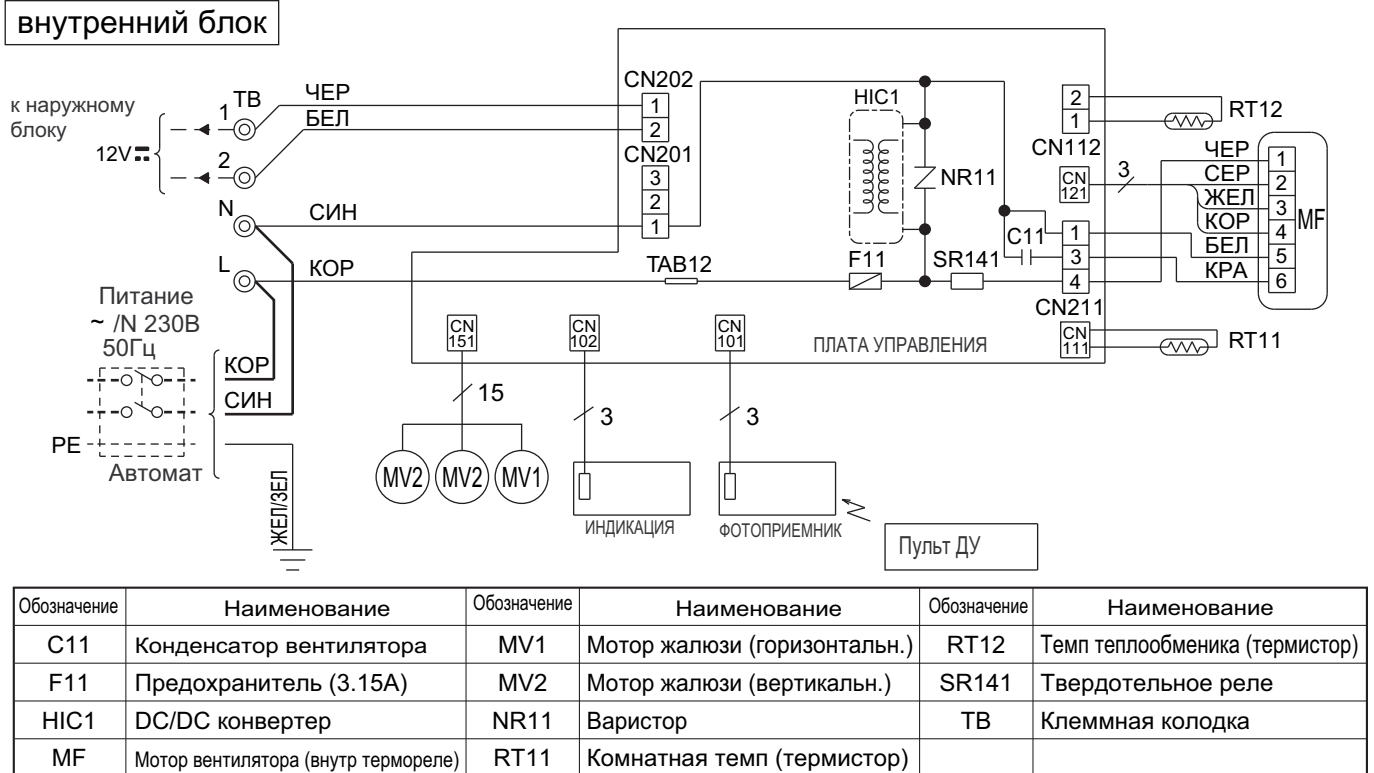 внутренний блок
к наружному
блоку
12V
1 TB
2
N
L
ЧЕР
БЕЛ
СИН
КОР
CN202
1
2
CN201
3
2
1
TAB12
HIC1
NR11
F11
SR141
C11
2
1
CN112
RT12
CN
121
3
ЧЕР
СЕР
ЖЕЛ
КОР
БЕЛ
КРА
1
2
3
4
5
6
MF
1
3
4
CN211
CN
111
RT11
ПЛАТА УПРАВЛЕНИЯ
Питание
~ /N 230В
50Гц
КОР
СИН
PE
Автомат
ЖЕЛ/ЗЕЛ
CN
151
15
MV2
MV2
MV1
CN
102
3
ИНДИКАЦИЯ
CN
101
3
ФОТОПРИЕМНИК
Пульт ДУ
Обозначение Наименование Обозначение Наименование Обозначение Наименование
C11 Конденсатор вентилятора MV1 Мотор жалюзи (горизонтальн.) RT12 Темп теплообменика (термистор)
F11 Предохранитель (3.15А) MV2 Мотор жалюзи (вертикальн.) SR141 Твердотельное реле
HIC1 DC/DC конвертер NR11 Варистор TB Клеммная колодка
MF Мотор вентилятора (внутр термореле) RT11 Комнатная темп (термистор)